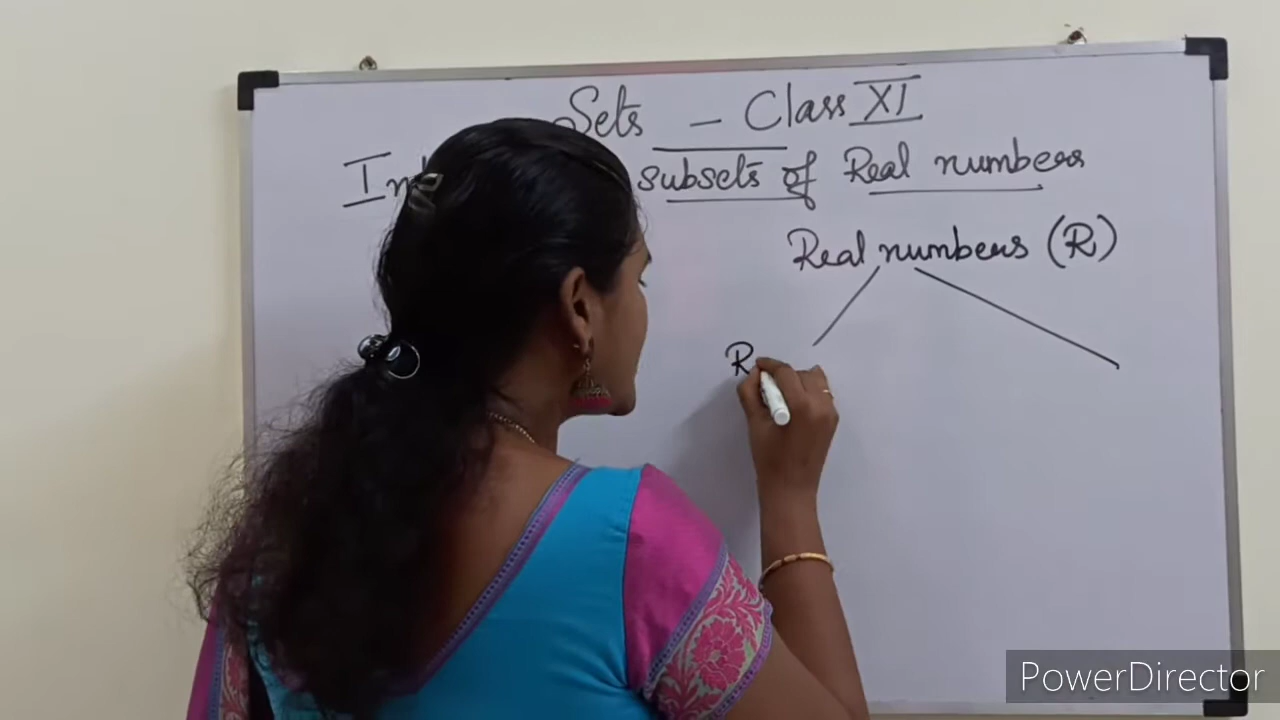 Sets - Class XI
subsets of Real numbers
Real numbers (R)
R
PowerDirector